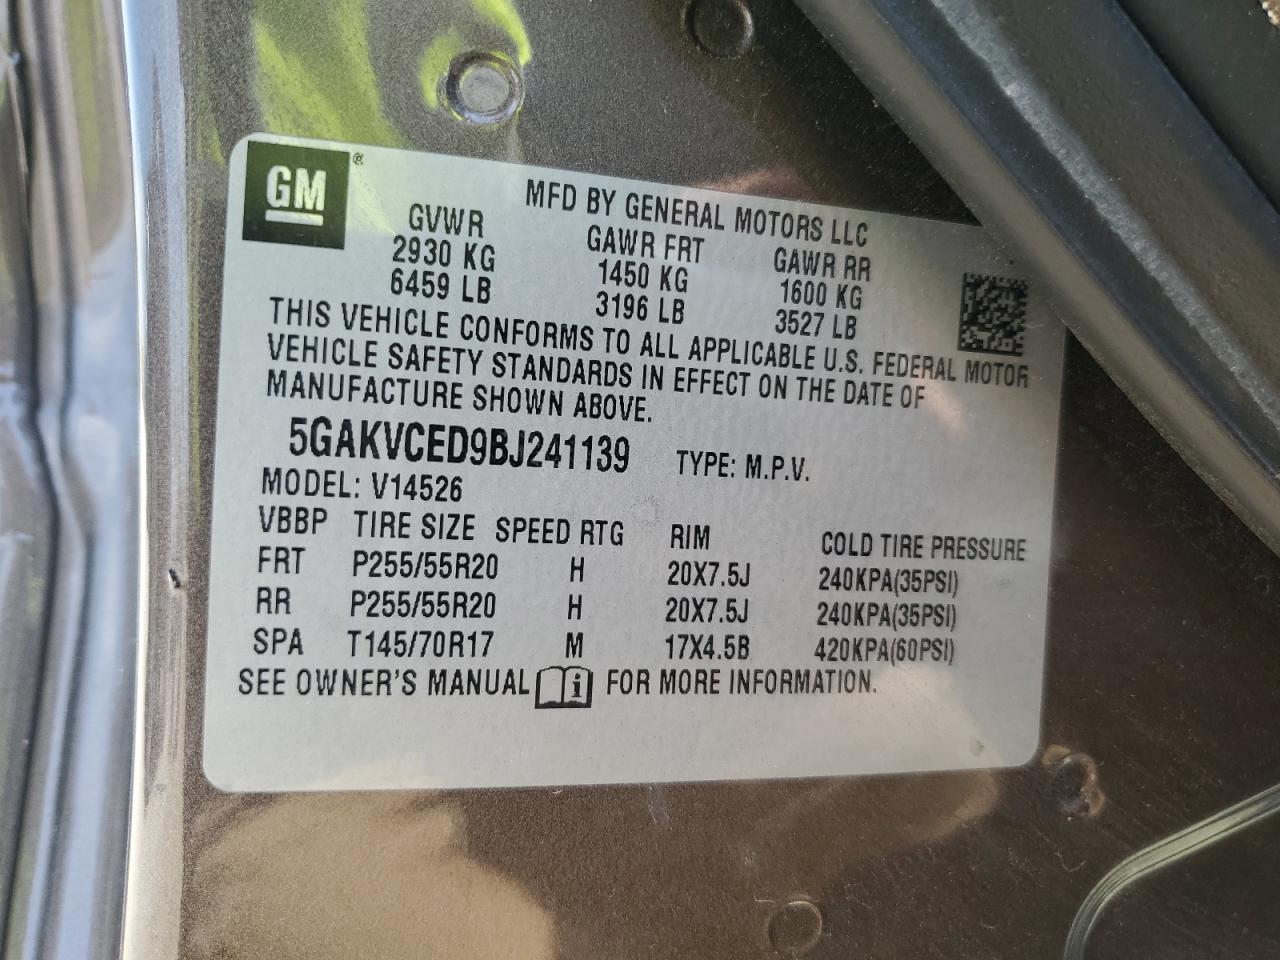 GM ®
MFD BY GENERAL MOTORS LLC
GVWR GAWR FRT GAWR RR
2930 KG 1450 KG 1600 KG
6459 LB 3196 LB 3527 LB
THIS VEHICLE CONFORMS TO ALL APPLICABLE U.S. FEDERAL MOTOR
VEHICLE SAFETY STANDARDS IN EFFECT ON THE DATE OF
MANUFACTURE SHOWN ABOVE.
5GAKVCED9BJ241139 TYPE: M.P.V.
MODEL: V14526
VBBP TIRE SIZE SPEED RTG RIM COLD TIRE PRESSURE
FRT P255/55R20 H 20X7.5J 240KPA(35PSI)
RR P255/55R20 H 20X7.5J 240KPA(35PSI)
SPA T145/70R17 M 17X4.5B 420KPA(60PSI)
SEE OWNER'S MANUAL i FOR MORE INFORMATION.